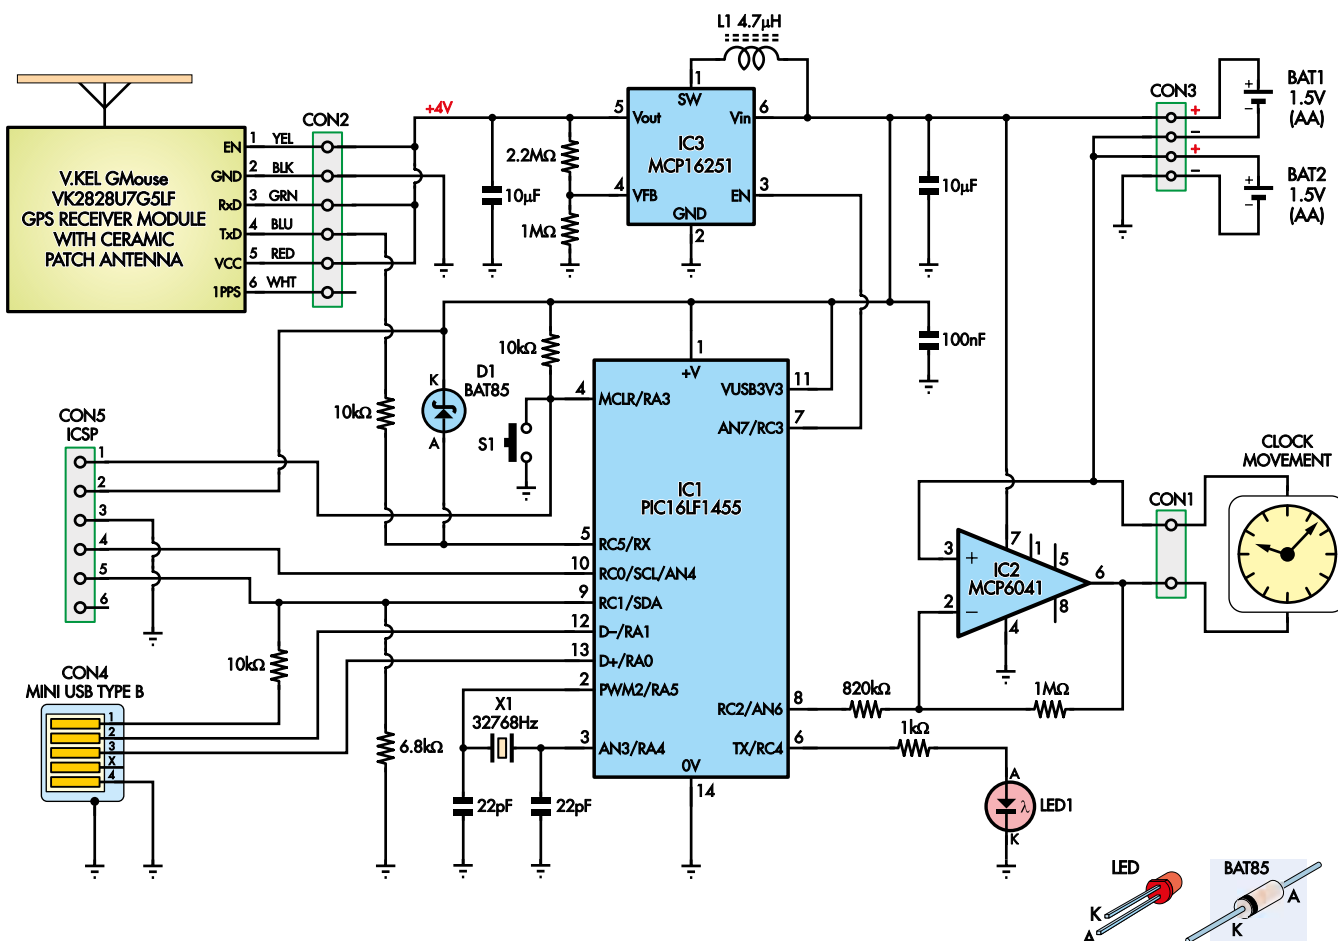 L1 4.7µH
V.KEL GMouse
VK2828U7G5LF
GPS RECEIVER MODULE
WITH CERAMIC
PATCH ANTENNA
EN 1 YEL
GND 2 BLK
RxD 3 GRN
TxD 4 BLU
VCC 5 RED
1PPS 6 WHT
CON2
+4V
10µF
2.2MΩ
1MΩ
1
SW
5 Vout
Vin 6
IC3
MCP16251
4 VFB
EN 3
GND
2
10µF
100nF
CON3
+
−
+
−
+
−
BAT1
1.5V
(AA)
+
−
BAT2
1.5V
(AA)
CON5
ICSP
1
2
3
4
5
6
10kΩ
K
D1
BAT85
A
10kΩ
S1
1
+V
4 MCLR/RA3
VUSB3V3 11
AN7/RC3 7
IC1
PIC16LF1455
5 RC5/RX
10 RC0/SCL/AN4
9 RC1/SDA
12 D−/RA1
13 D+/RA0
2 PWM2/RA5
3 AN3/RA4
RC2/AN6 8
TX/RC4 6
0V
14
CON4
MINI USB TYPE B
1
2
3
X
4
10kΩ
6.8kΩ
X1
32768Hz
22pF
22pF
3 +
2 −
IC2
MCP6041
7
1
5
6
8
4
820kΩ
1MΩ
1kΩ
A
λ
LED1
K
CLOCK
MOVEMENT
CON1
LED
K
A
BAT85
A
K